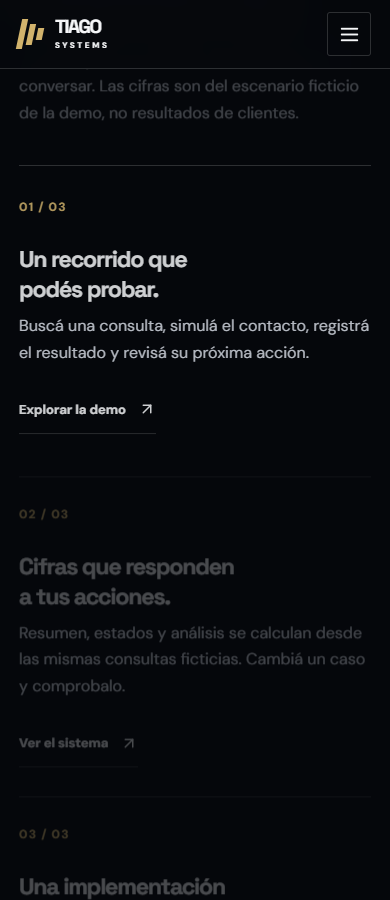 TIAGO
SYSTEMS
conversar. Las cifras son del escenario ficticio
de la demo, no resultados de clientes.
01 / 03
Un recorrido que
podés probar.
Buscá una consulta, simulá el contacto, registrá
el resultado y revisá su próxima acción.
Explorar la demo
02 / 03
Cifras que responden
a tus acciones.
Resumen, estados y análisis se calculan desde
las mismas consultas ficticias. Cambiá un caso
y comprobalo.
Ver el sistema
03 / 03
Una implementación